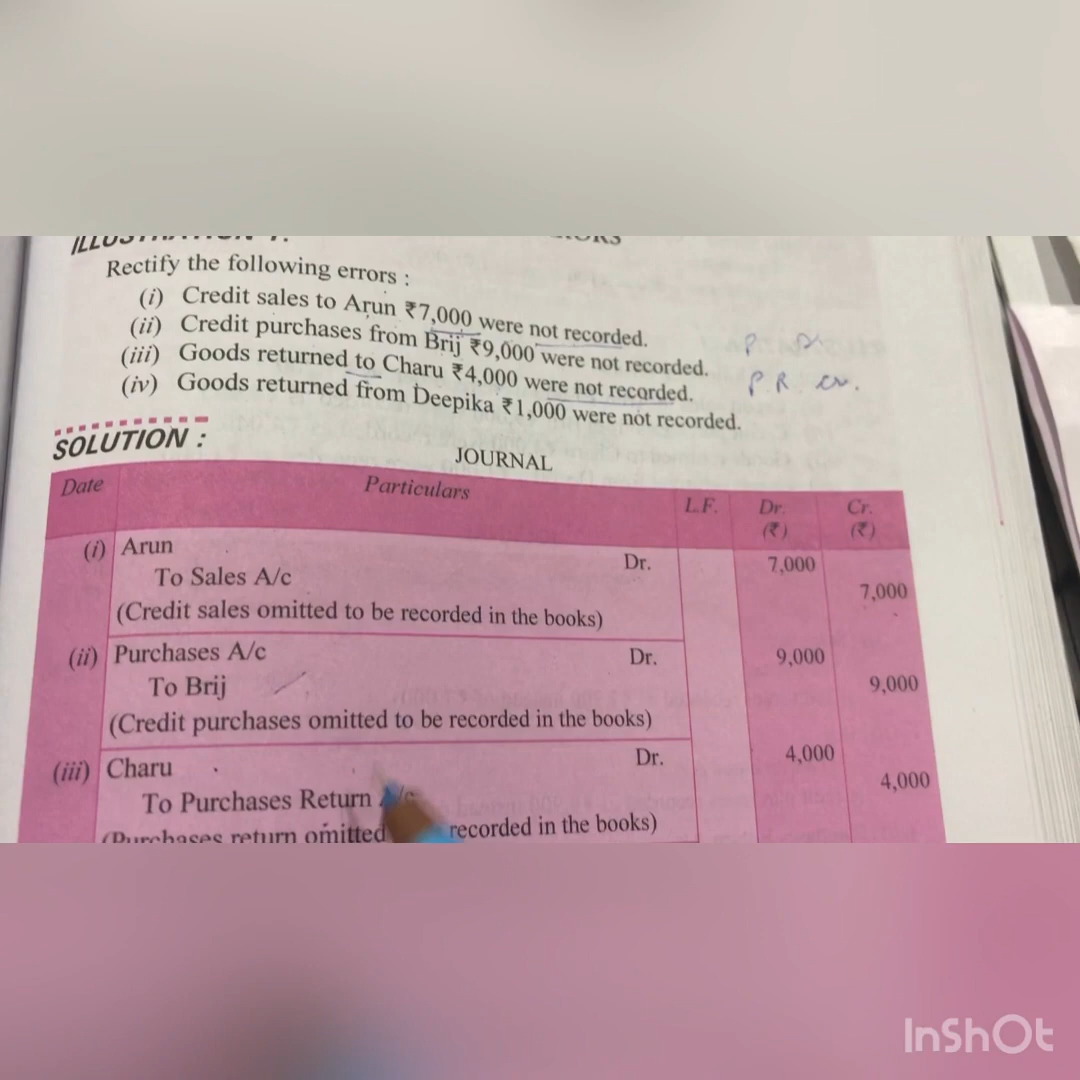 Rectify the following errors :
(i) Credit sales to Arun ₹7,000 were not recorded.
(ii) Credit purchases from Brij ₹9,000 were not recorded.
(iii) Goods returned to Charu ₹4,000 were not recorded.
(iv) Goods returned from Deepika ₹1,000 were not recorded.
P R cr.
SOLUTION :
JOURNAL
Date Particulars L.F. Dr. (₹) Cr. (₹)
(i) Arun Dr. 7,000
To Sales A/c 7,000
(Credit sales omitted to be recorded in the books)
(ii) Purchases A/c Dr. 9,000
To Brij 9,000
(Credit purchases omitted to be recorded in the books)
(iii) Charu Dr. 4,000
To Purchases Return 4,000
(Purchases return omitted recorded in the books)
InShOt